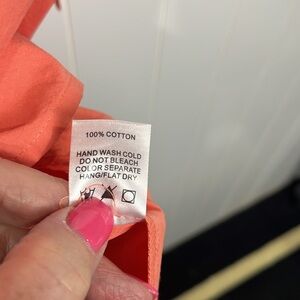 100% COTTON
HAND WASH COLD
DO NOT BLEACH
COLOR SEPARATE
HANG/FLAT DRY